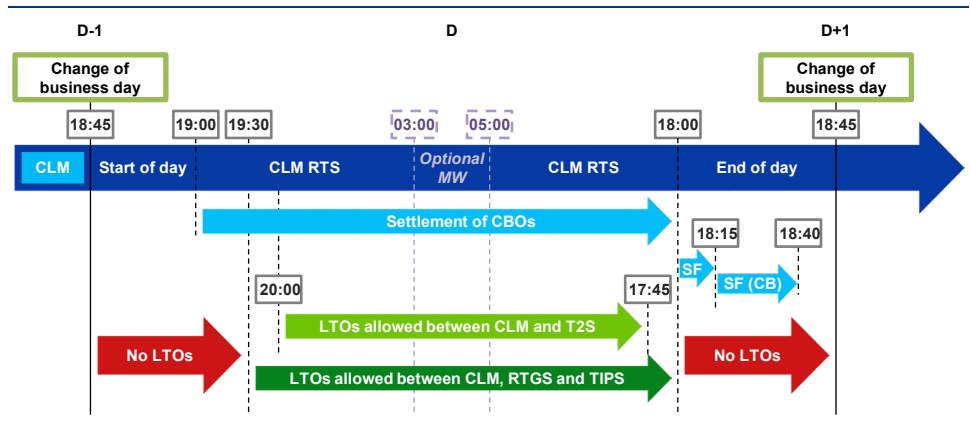 D-1
D
D+1
Change of
business day
Change of
business day
18:45
19:00
19:30
03:00
05:00
18:00
18:45
CLM
Start of day
CLM RTS
Optional
MW
CLM RTS
End of day
Settlement of CBOs
18:15
18:40
SF
SF (CB)
20:00
17:45
LTOs allowed between CLM and T2S
No LTOs
No LTOs
LTOs allowed between CLM, RTGS and TIPS